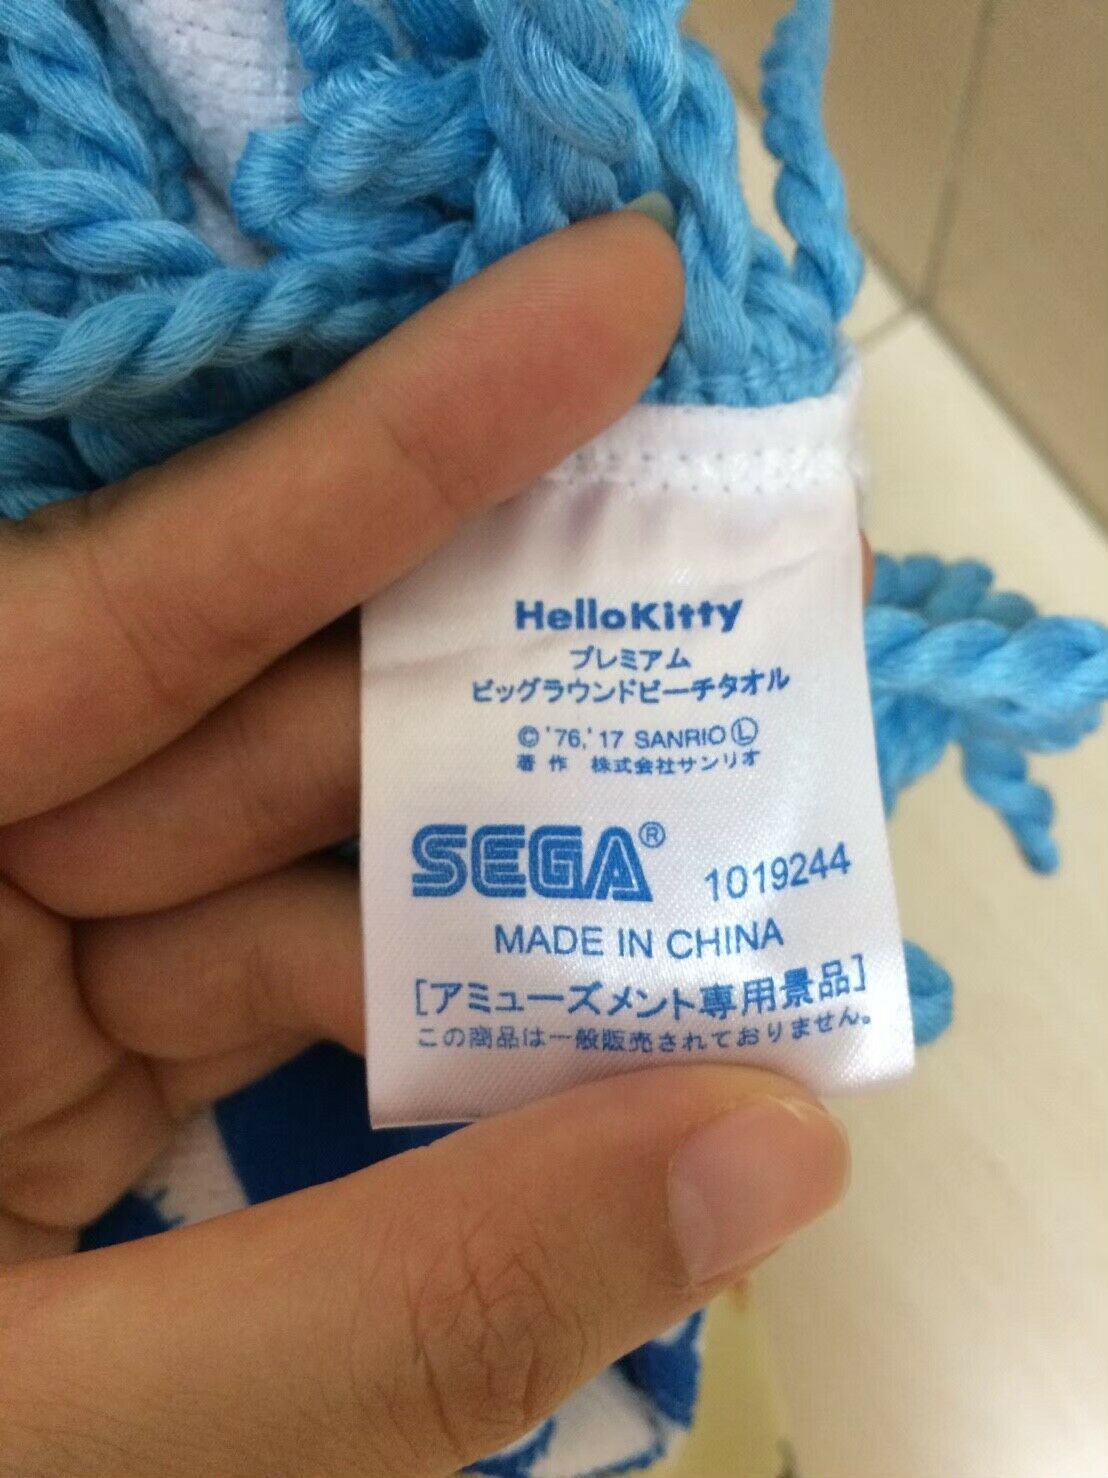 HelloKitty
プレミアム
ビッグラウンドビーチタオル
© '76,'17 SANRIO Ⓛ
著作 株式会社サンリオ
SEGA® 1019244
MADE IN CHINA
[アミューズメント専用景品]
この商品は一般販売されておりません。